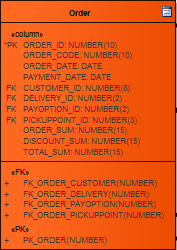 Order
«column»
*PK ORDER_ID: NUMBER(10)
ORDER_CODE: NUMBER(10)
ORDER_DATE: DATE
PAYMENT_DATE: DATE
FK CUSTOMER_ID: NUMBER(8)
FK DELIVERY_ID: NUMBER(2)
FK PAYOPTION_ID: NUMBER(2)
FK PICKUPPOINT_ID: NUMBER(3)
ORDER_SUM: NUMBER(15)
DISCOUNT_SUM: NUMBER(15)
TOTAL_SUM: NUMBER(15)
«FK»
+ FK_ORDER_CUSTOMER(NUMBER)
+ FK_ORDER_DELIVERY(NUMBER)
+ FK_ORDER_PAYOPTION(NUMBER)
+ FK_ORDER_PICKUPPOINT(NUMBER)
«PK»
+ PK_ORDER(NUMBER)